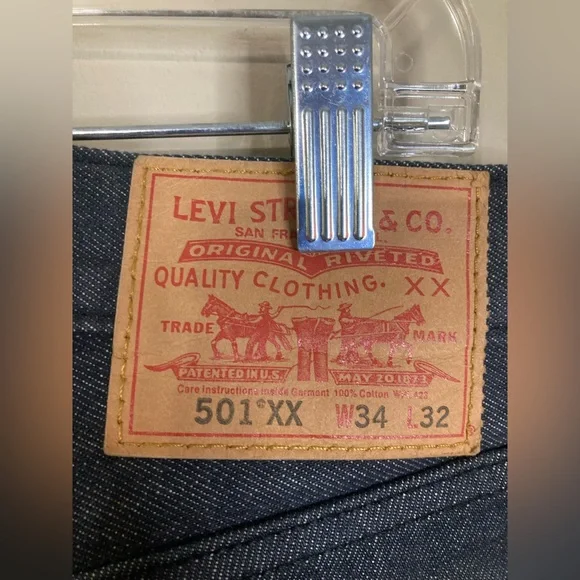 LEVI STR & CO.
SAN FR
ORIGINAL RIVETED
QUALITY CLOTHING. XX
TRADE MARK
PATENTED IN U.S. MAY 20 1873
Care Instructions Inside Garment 100% Cotton
501®XX W34 L32